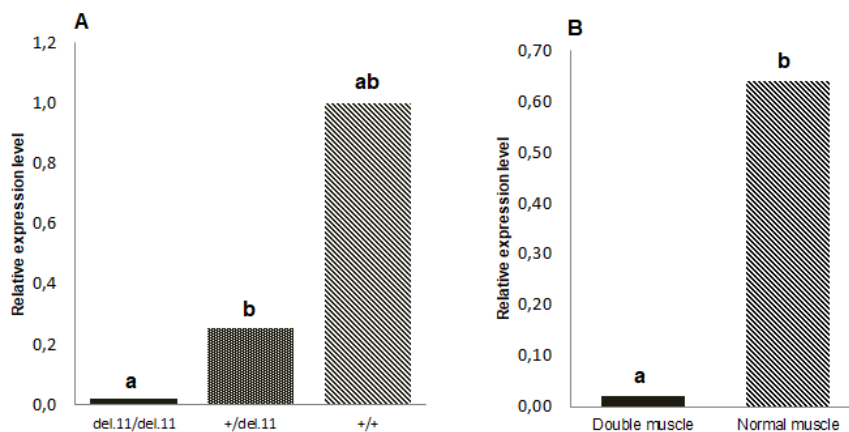 A
Relative expression level
1,2
1,0
0,8
0,6
0,4
0,2
0,0
a
b
ab
del.11/del.11
+/del.11
+/+
B
Relative expression level
0,70
0,60
0,50
0,40
0,30
0,20
0,10
0,00
a
b
Double muscle
Normal muscle